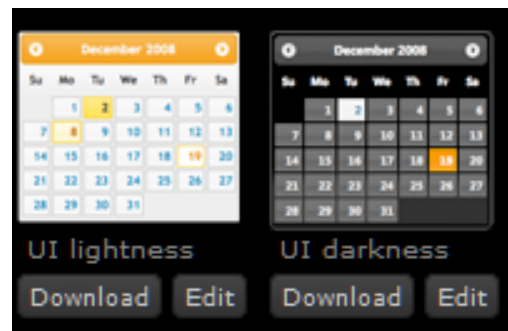 December 2008
Su Mo Tu We Th Fr Sa
1 2 3 4 5 6
7 8 9 10 11 12 13
14 15 16 17 18 19 20
21 22 23 24 25 26 27
28 29 30 31
UI lightness
Download Edit
December 2008
Su Mo Tu We Th Fr Sa
1 2 3 4 5 6
7 8 9 10 11 12 13
14 15 16 17 18 19 20
21 22 23 24 25 26 27
28 29 30 31
UI darkness
Download Edit